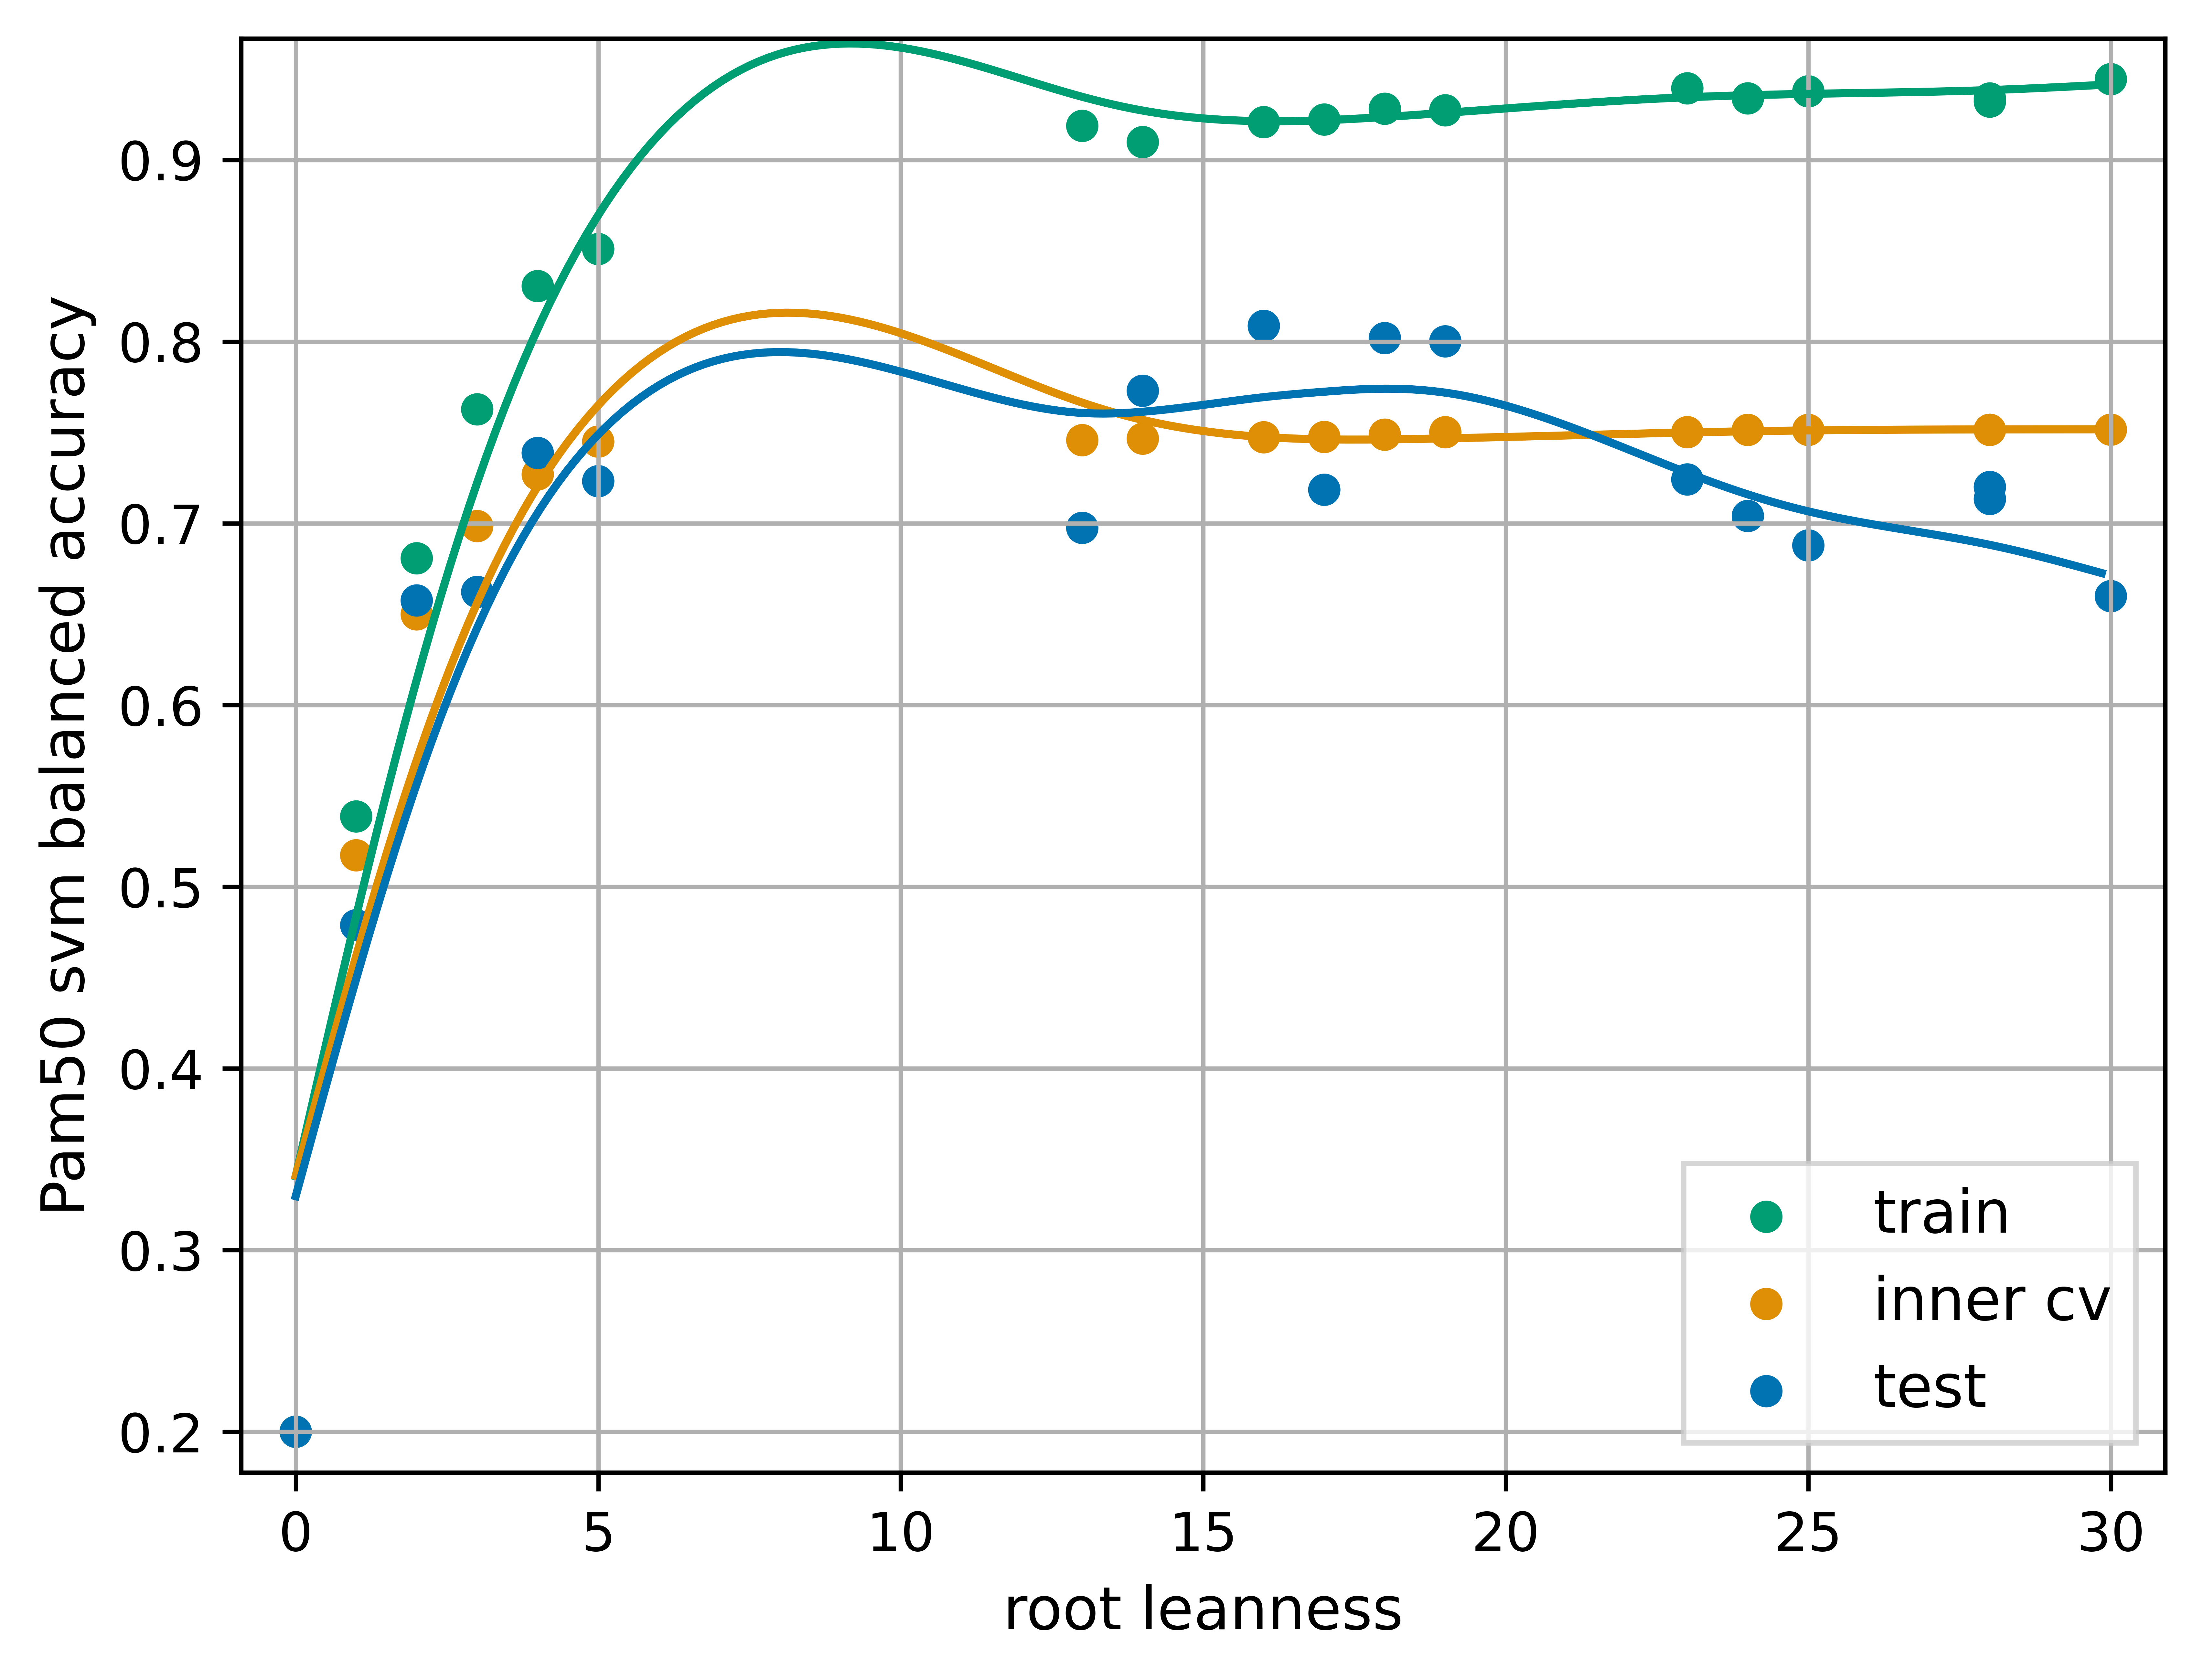 Pam50 svm balanced accuracy
0.9
0.8
0.7
0.6
0.5
0.4
0.3
0.2
train
inner cv
test
0 5 10 15 20 25 30
root leanness